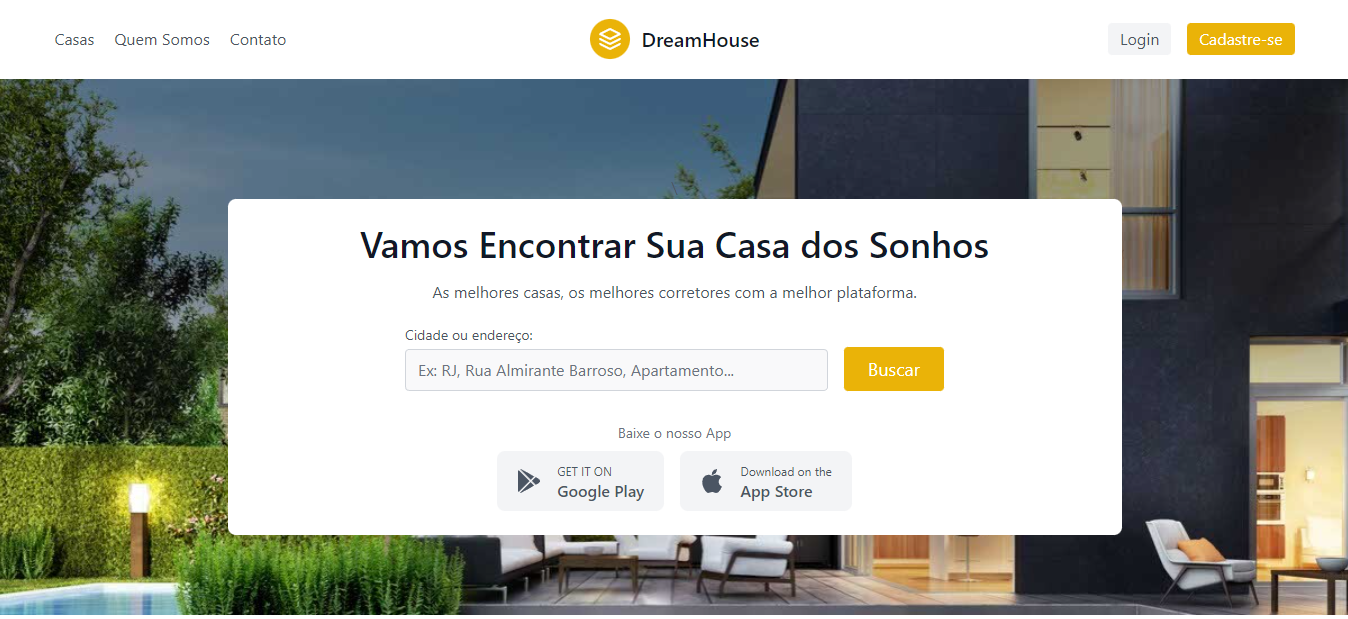 Casas
Quem Somos
Contato
DreamHouse
Login
Cadastre-se
Vamos Encontrar Sua Casa dos Sonhos
As melhores casas, os melhores corretores com a melhor plataforma.
Cidade ou endereço:
Ex: RJ, Rua Almirante Barroso, Apartamento...
Buscar
Baixe o nosso App
GET IT ON
Google Play
Download on the
App Store